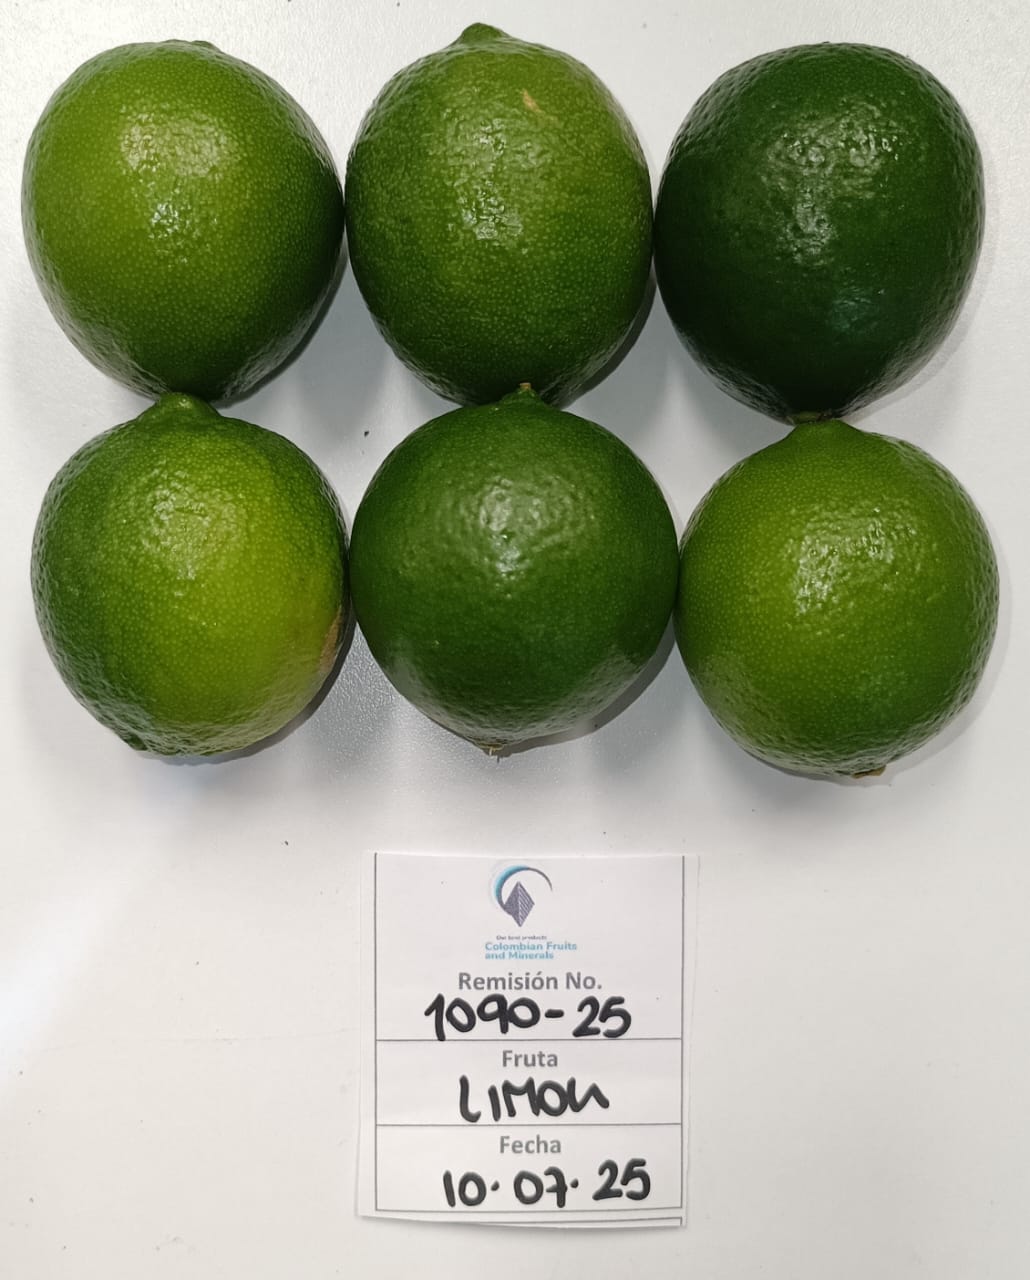 Our best products
Colombian Fruits
and Minerals
Remisión No.
1090-25
Fruta
LIMON
Fecha
10.07.25